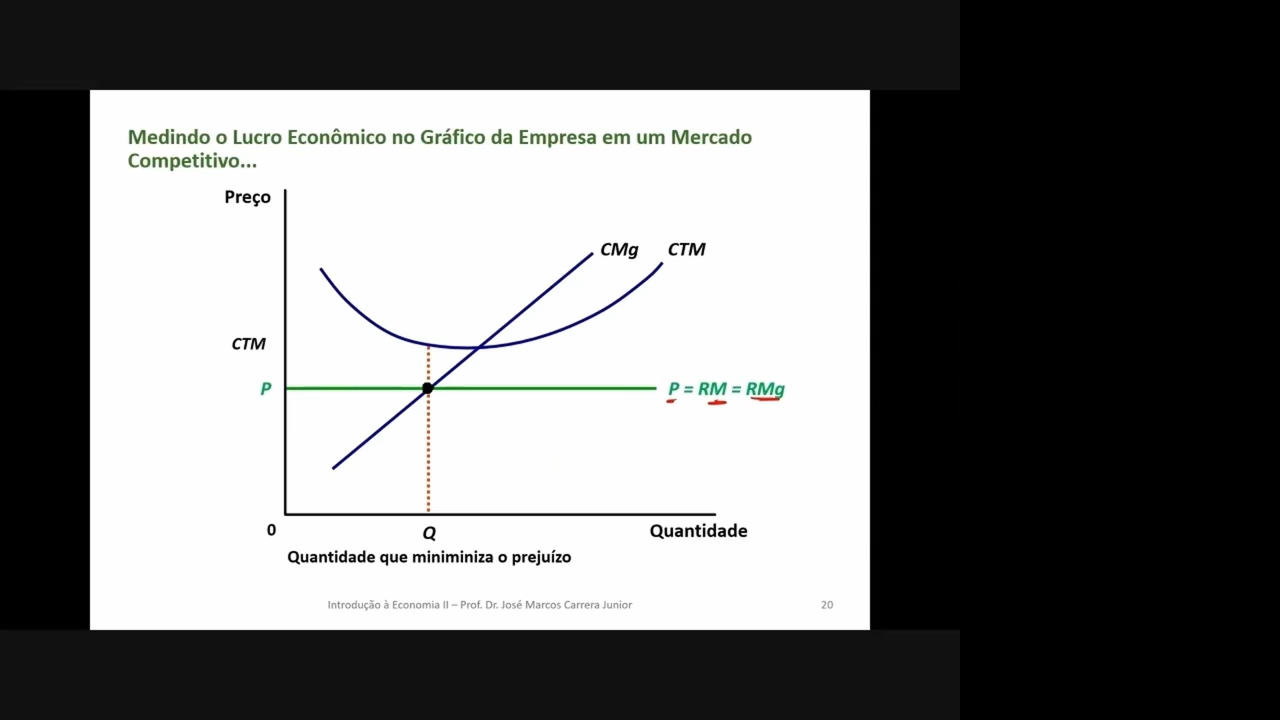 Medindo o Lucro Econômico no Gráfico da Empresa em um Mercado
Competitivo...
Preço
CMg
CTM
CTM
P
P = RM = RMg
0
Q
Quantidade
Quantidade que miniminiza o prejuízo
Introdução à Economia II – Prof. Dr. José Marcos Carrera Junior
20